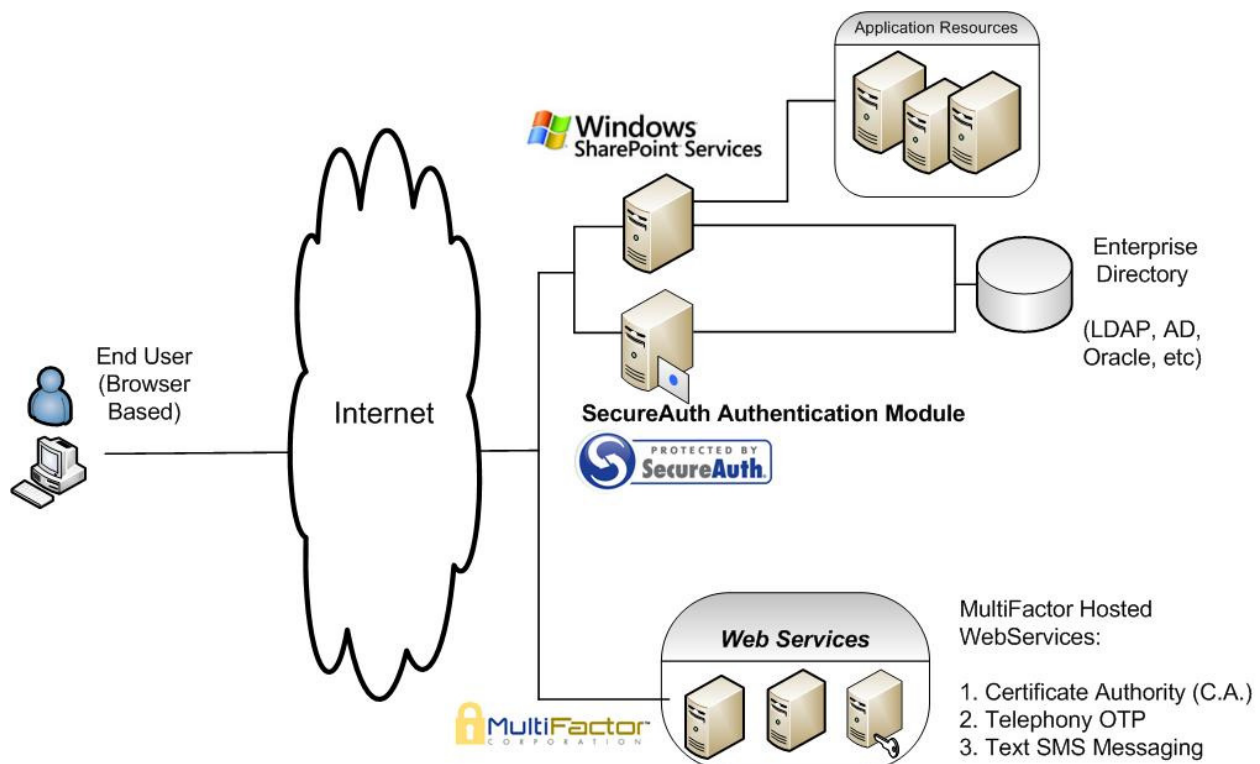 Application Resources
Windows
SharePoint Services
Enterprise
Directory
(LDAP, AD,
Oracle, etc)
End User
(Browser
Based)
Internet
SecureAuth Authentication Module
PROTECTED BY
SecureAuth®
Web Services
MultiFactor Hosted
WebServices:
1. Certificate Authority (C.A.)
2. Telephony OTP
3. Text SMS Messaging
MultiFactor™
CORPORATION